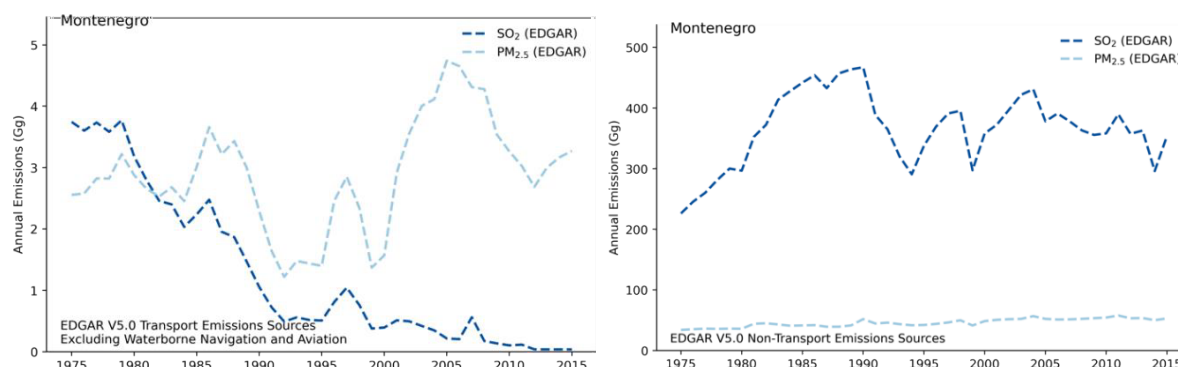 Montenegro
SO₂ (EDGAR)
PM₂.₅ (EDGAR)
5
4
3
2
1
0
Annual Emissions (Gg)
EDGAR V5.0 Transport Emissions Sources
Excluding Waterborne Navigation and Aviation
1975 1980 1985 1990 1995 2000 2005 2010 2015
Montenegro
SO₂ (EDGAR)
PM₂.₅ (EDGAR)
500
400
300
200
100
0
Annual Emissions (Gg)
EDGAR V5.0 Non-Transport Emissions Sources
1975 1980 1985 1990 1995 2000 2005 2010 2015